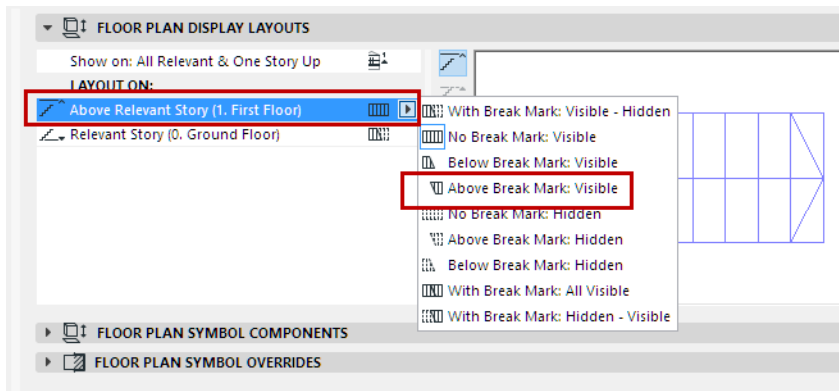 FLOOR PLAN DISPLAY LAYOUTS
Show on: All Relevant & One Story Up
LAYOUT ON:
Above Relevant Story (1. First Floor)
Relevant Story (0. Ground Floor)
With Break Mark: Visible - Hidden
No Break Mark: Visible
Below Break Mark: Visible
Above Break Mark: Visible
No Break Mark: Hidden
Above Break Mark: Hidden
Below Break Mark: Hidden
With Break Mark: All Visible
With Break Mark: Hidden - Visible
FLOOR PLAN SYMBOL COMPONENTS
FLOOR PLAN SYMBOL OVERRIDES